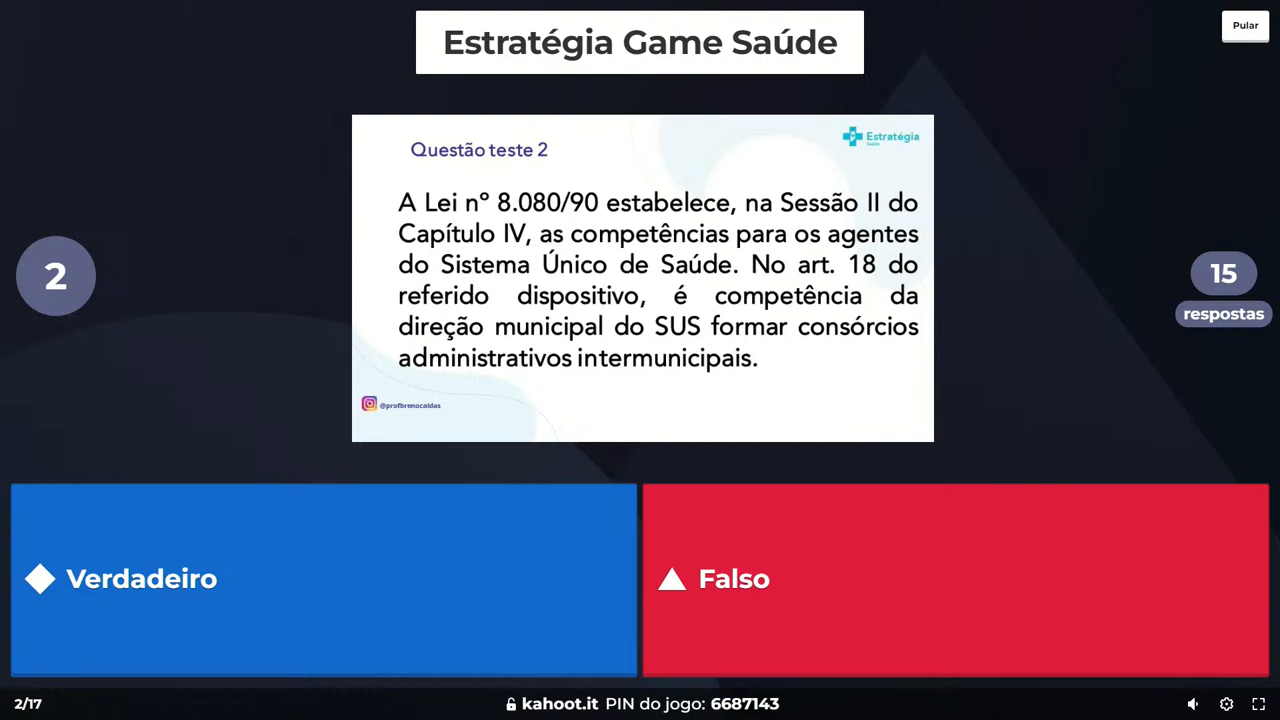 Estratégia Game Saúde
Pular
Questão teste 2
Estratégia
Saúde
A Lei nº 8.080/90 estabelece, na Sessão II do
Capítulo IV, as competências para os agentes
do Sistema Único de Saúde. No art. 18 do
referido dispositivo, é competência da
direção municipal do SUS formar consórcios
administrativos intermunicipais.
@profbrenocaldas
2
15
respostas
Verdadeiro
Falso
2/17
kahoot.it PIN do jogo: 6687143